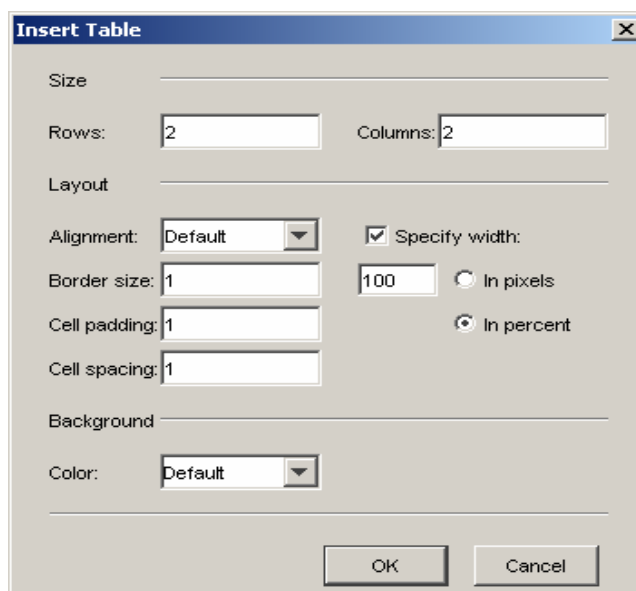 Insert Table
Size
Rows: 2 Columns: 2
Layout
Alignment: Default Specify width:
Border size: 1 100 In pixels
Cell padding: 1 In percent
Cell spacing: 1
Background
Color: Default
OK Cancel